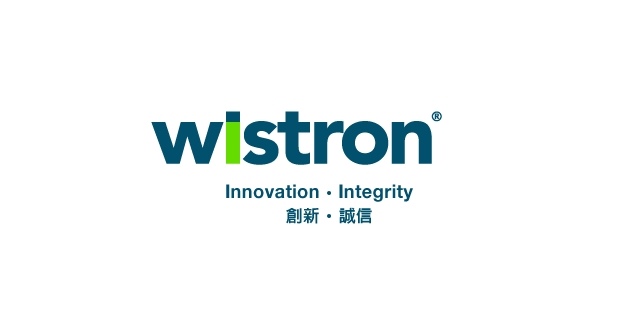 wistron®
Innovation・Integrity
創新・誠信